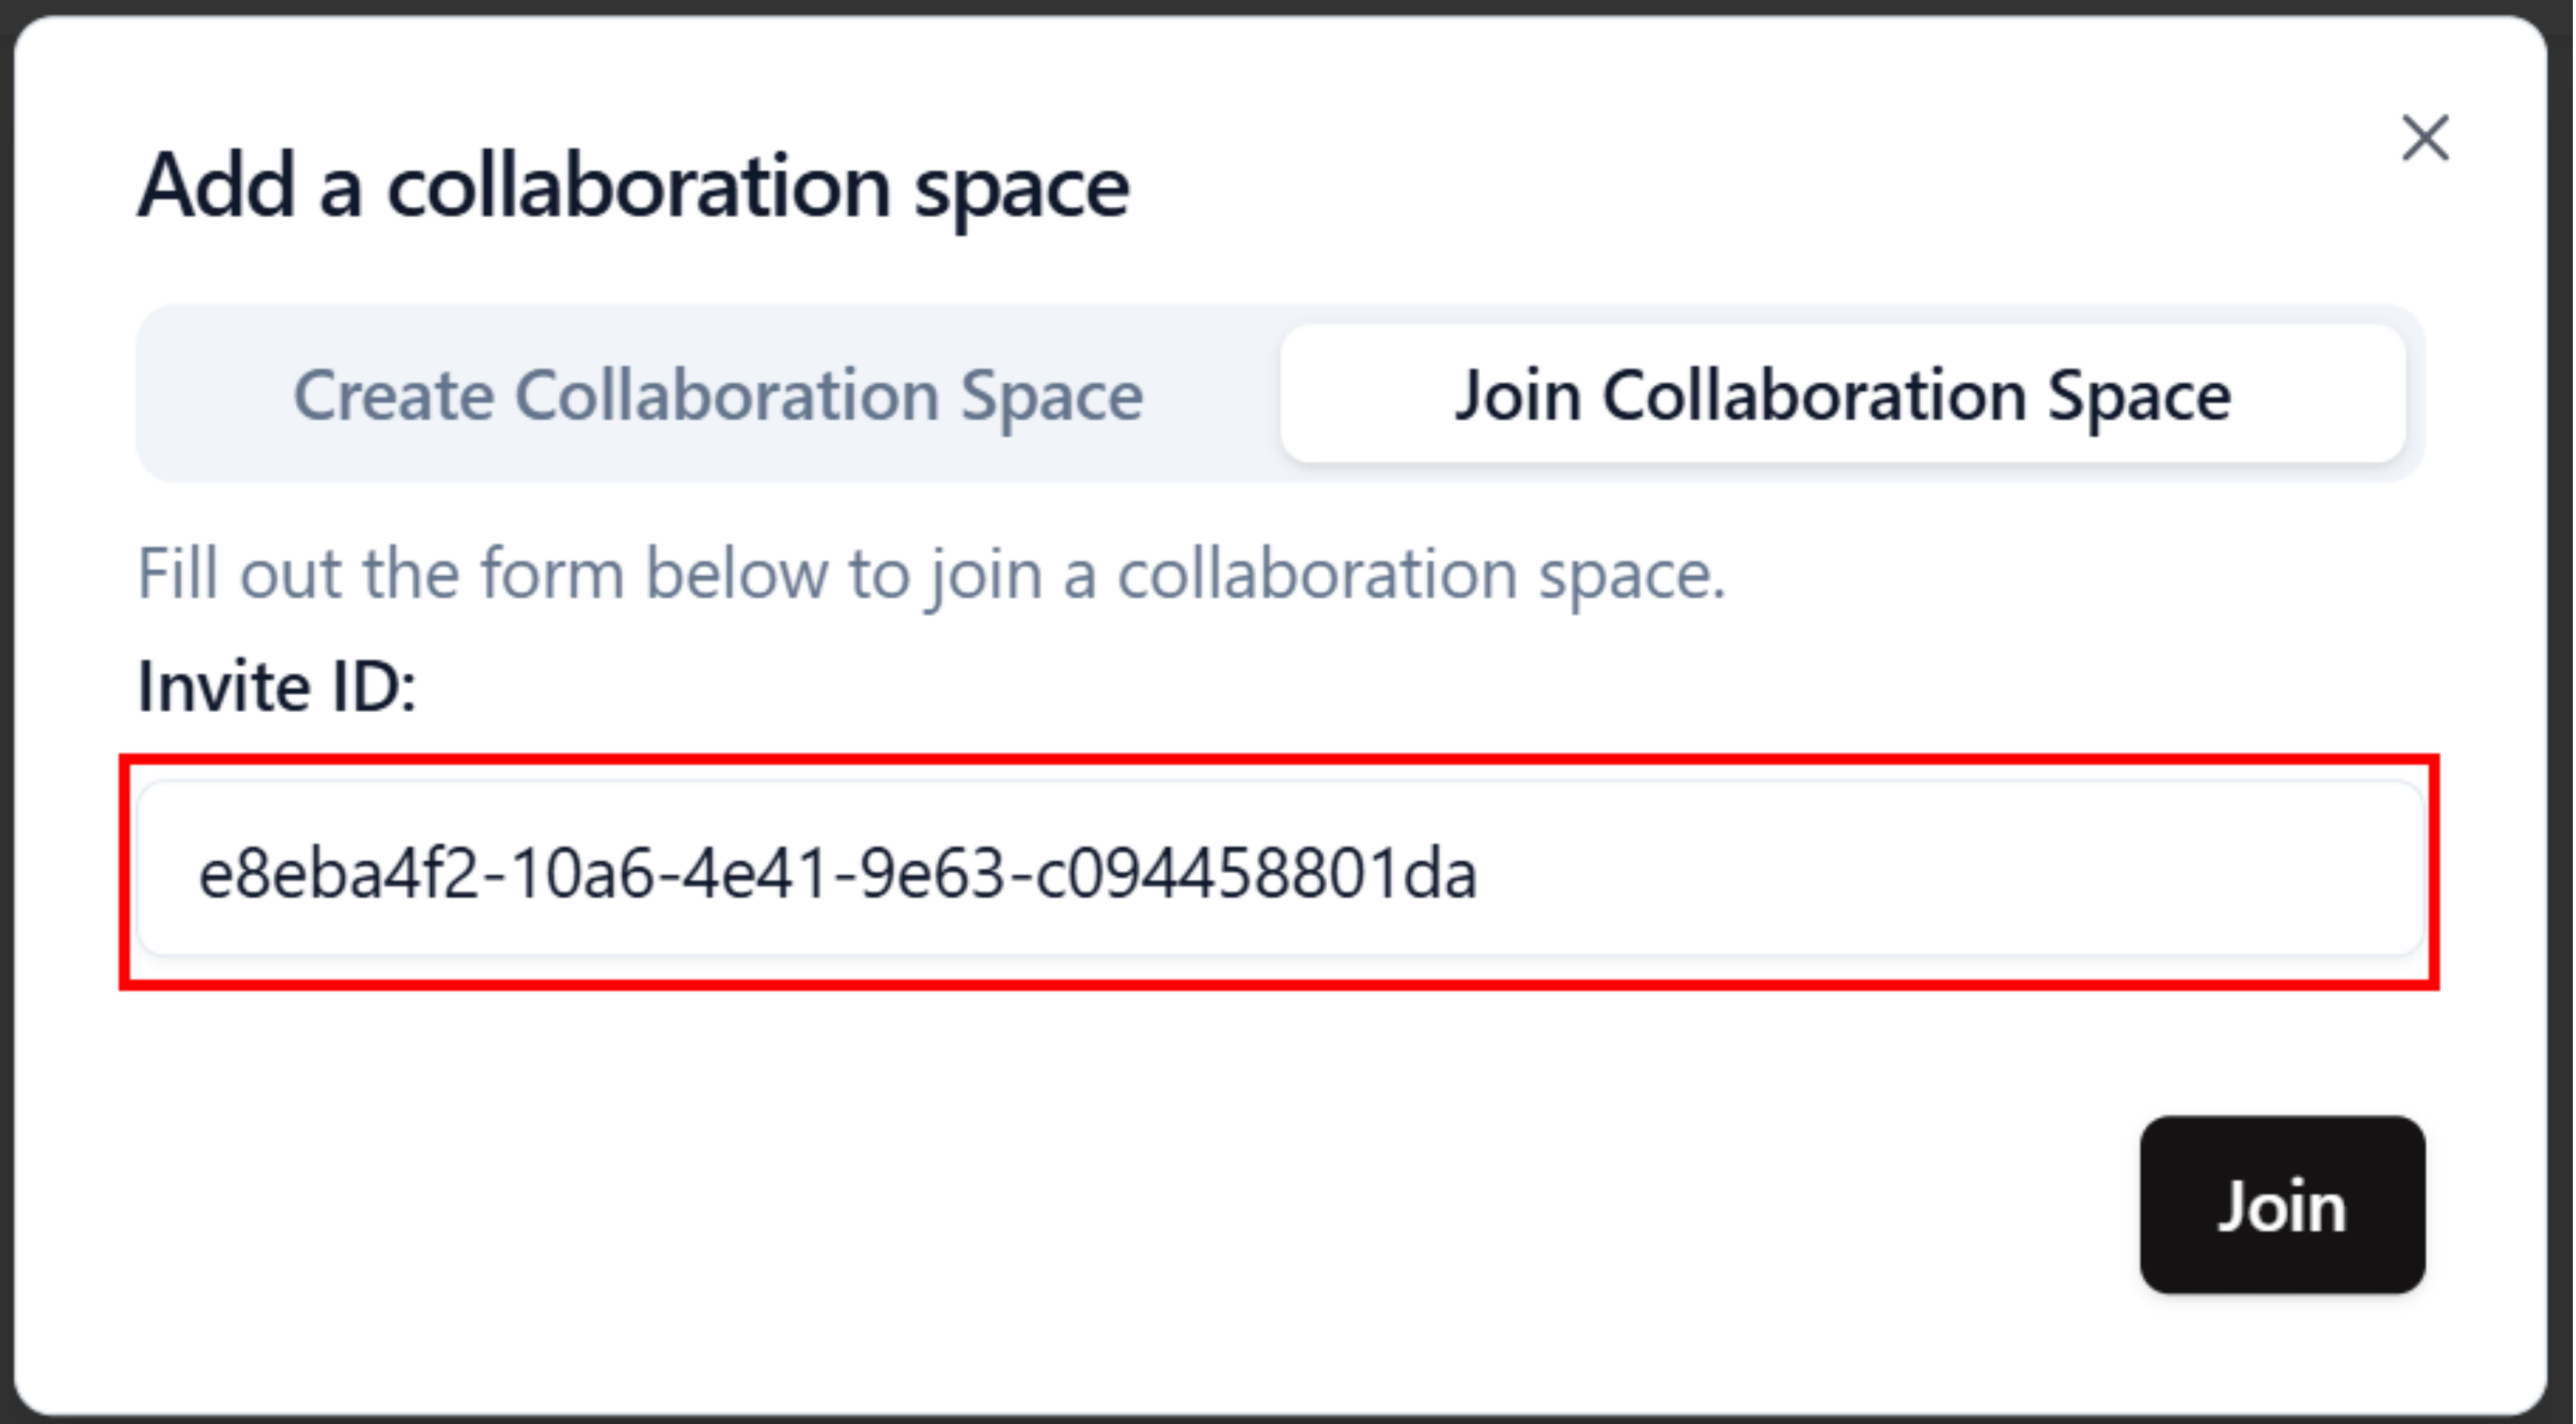 Add a collaboration space
Create Collaboration Space
Join Collaboration Space
Fill out the form below to join a collaboration space.
Invite ID:
e8eba4f2-10a6-4e41-9e63-c094458801da
Join